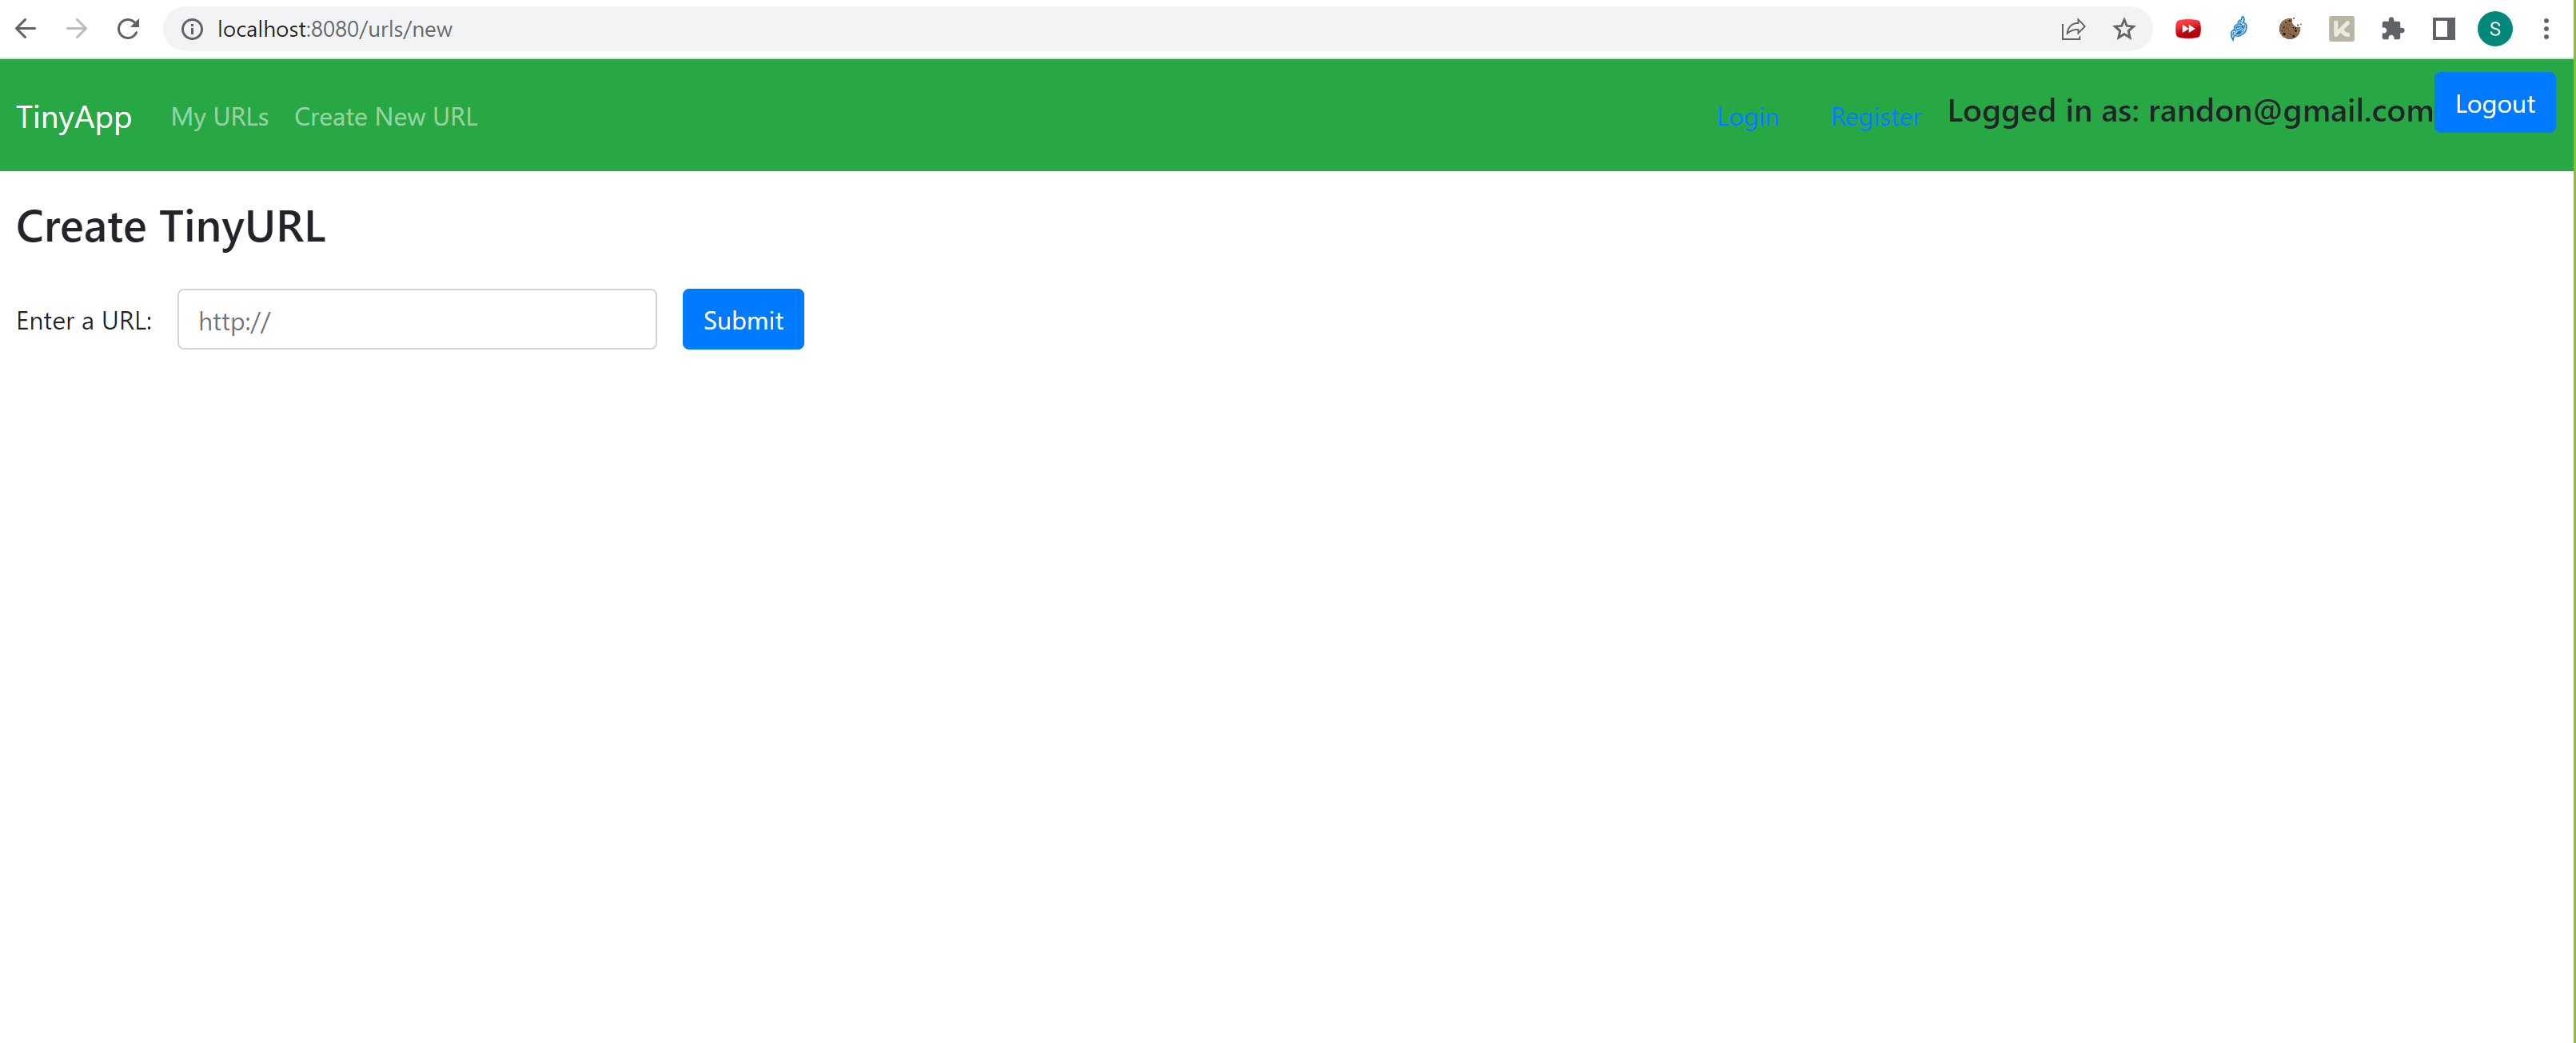 localhost:8080/urls/new
S
TinyApp My URLs Create New URL Login Register Logged in as: randon@gmail.com Logout
Create TinyURL
Enter a URL: http:// Submit